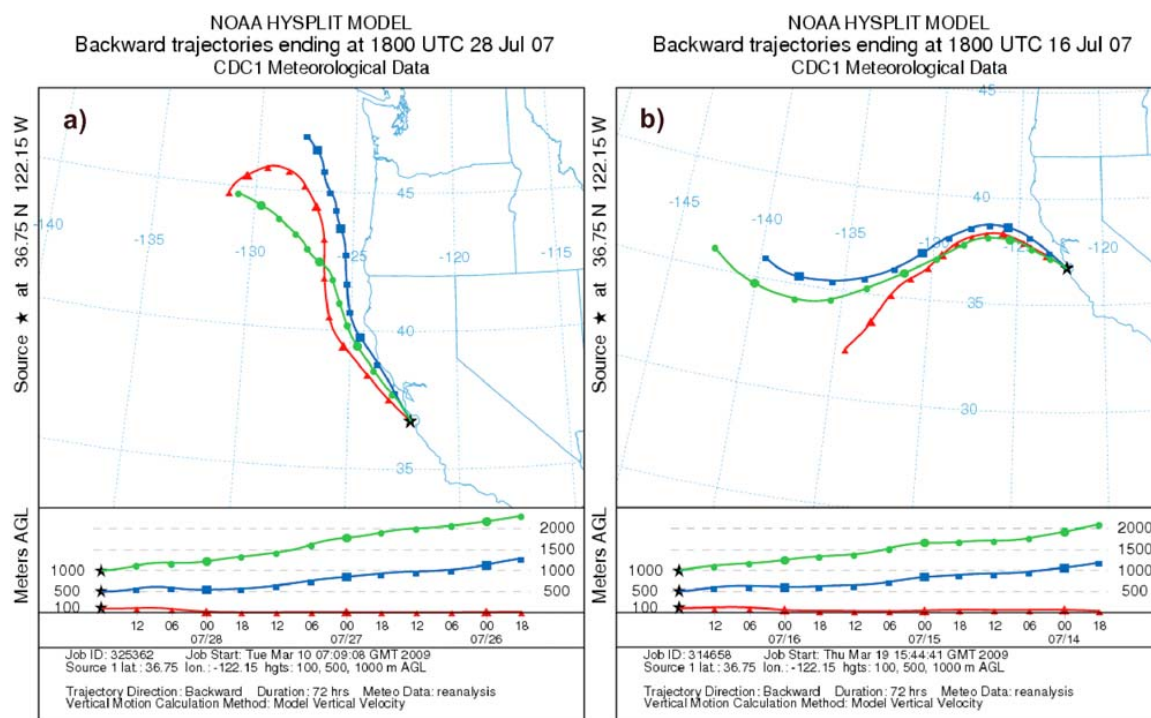 NOAA HYSPLIT MODEL
Backward trajectories ending at 1800 UTC 28 Jul 07
CDC1 Meteorological Data
a)
Source ★ at 36.75 N 122.15 W
-140
-135
-130
-125
-120
-115
45
40
35
Meters AGL
2000
1500
1000
500
1000
500
100
12 06 00 18 12 06 00 18 12 06 00 18
07/28 07/27 07/26
Job ID: 325362 Job Start: Tue Mar 10 07:09:08 GMT 2009
Source 1 lat.: 36.75 lon.: -122.15 hgts: 100, 500, 1000 m AGL
Trajectory Direction: Backward Duration: 72 hrs Meteo Data: reanalysis
Vertical Motion Calculation Method: Model Vertical Velocity
NOAA HYSPLIT MODEL
Backward trajectories ending at 1800 UTC 16 Jul 07
CDC1 Meteorological Data
b)
Source ★ at 36.75 N 122.15 W
45
-145
-140
-135
-130
-125
-120
40
35
30
Meters AGL
2000
1500
1000
500
1000
500
100
12 06 00 18 12 06 00 18 12 06 00 18
07/16 07/15 07/14
Job ID: 314658 Job Start: Thu Mar 19 15:44:41 GMT 2009
Source 1 lat.: 36.75 lon.: -122.15 hgts: 100, 500, 1000 m AGL
Trajectory Direction: Backward Duration: 72 hrs Meteo Data: reanalysis
Vertical Motion Calculation Method: Model Vertical Velocity